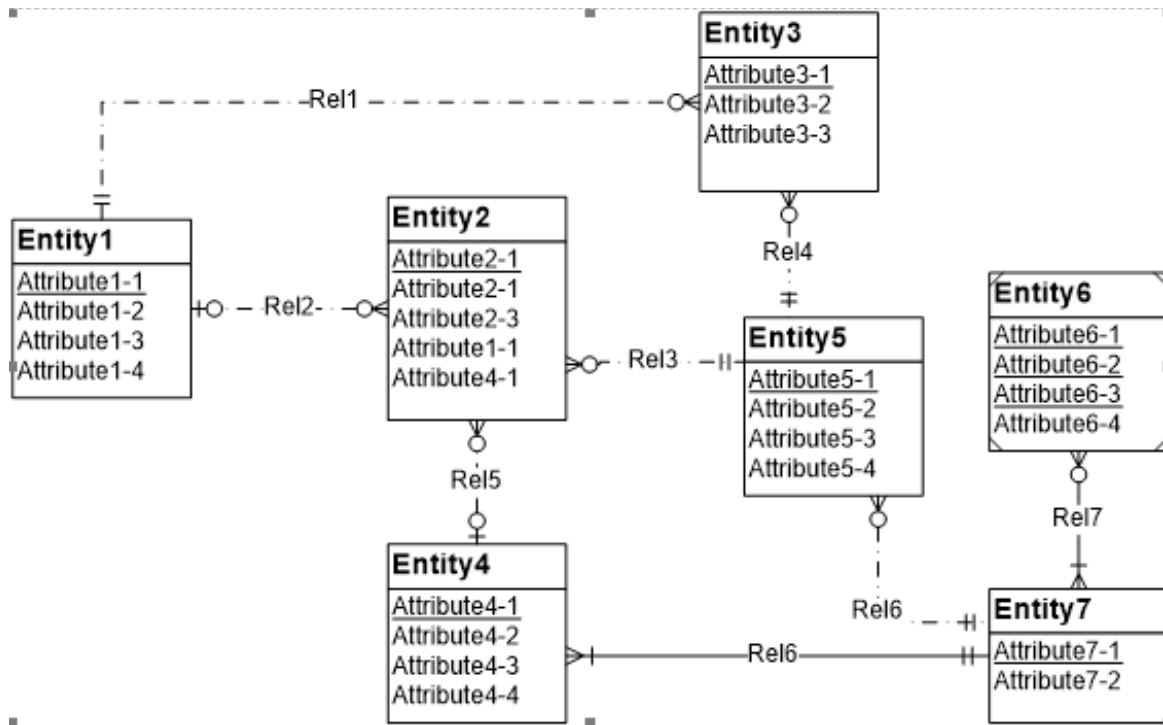 Entity3
Attribute3-1
Attribute3-2
Attribute3-3
Rel1
Entity1
Attribute1-1
Attribute1-2
Attribute1-3
Attribute1-4
Rel2
Entity2
Attribute2-1
Attribute2-1
Attribute2-3
Attribute1-1
Attribute4-1
Rel4
Rel3
Entity5
Attribute5-1
Attribute5-2
Attribute5-3
Attribute5-4
Entity6
Attribute6-1
Attribute6-2
Attribute6-3
Attribute6-4
Rel5
Rel7
Entity4
Attribute4-1
Attribute4-2
Attribute4-3
Attribute4-4
Rel6
Rel6
Entity7
Attribute7-1
Attribute7-2